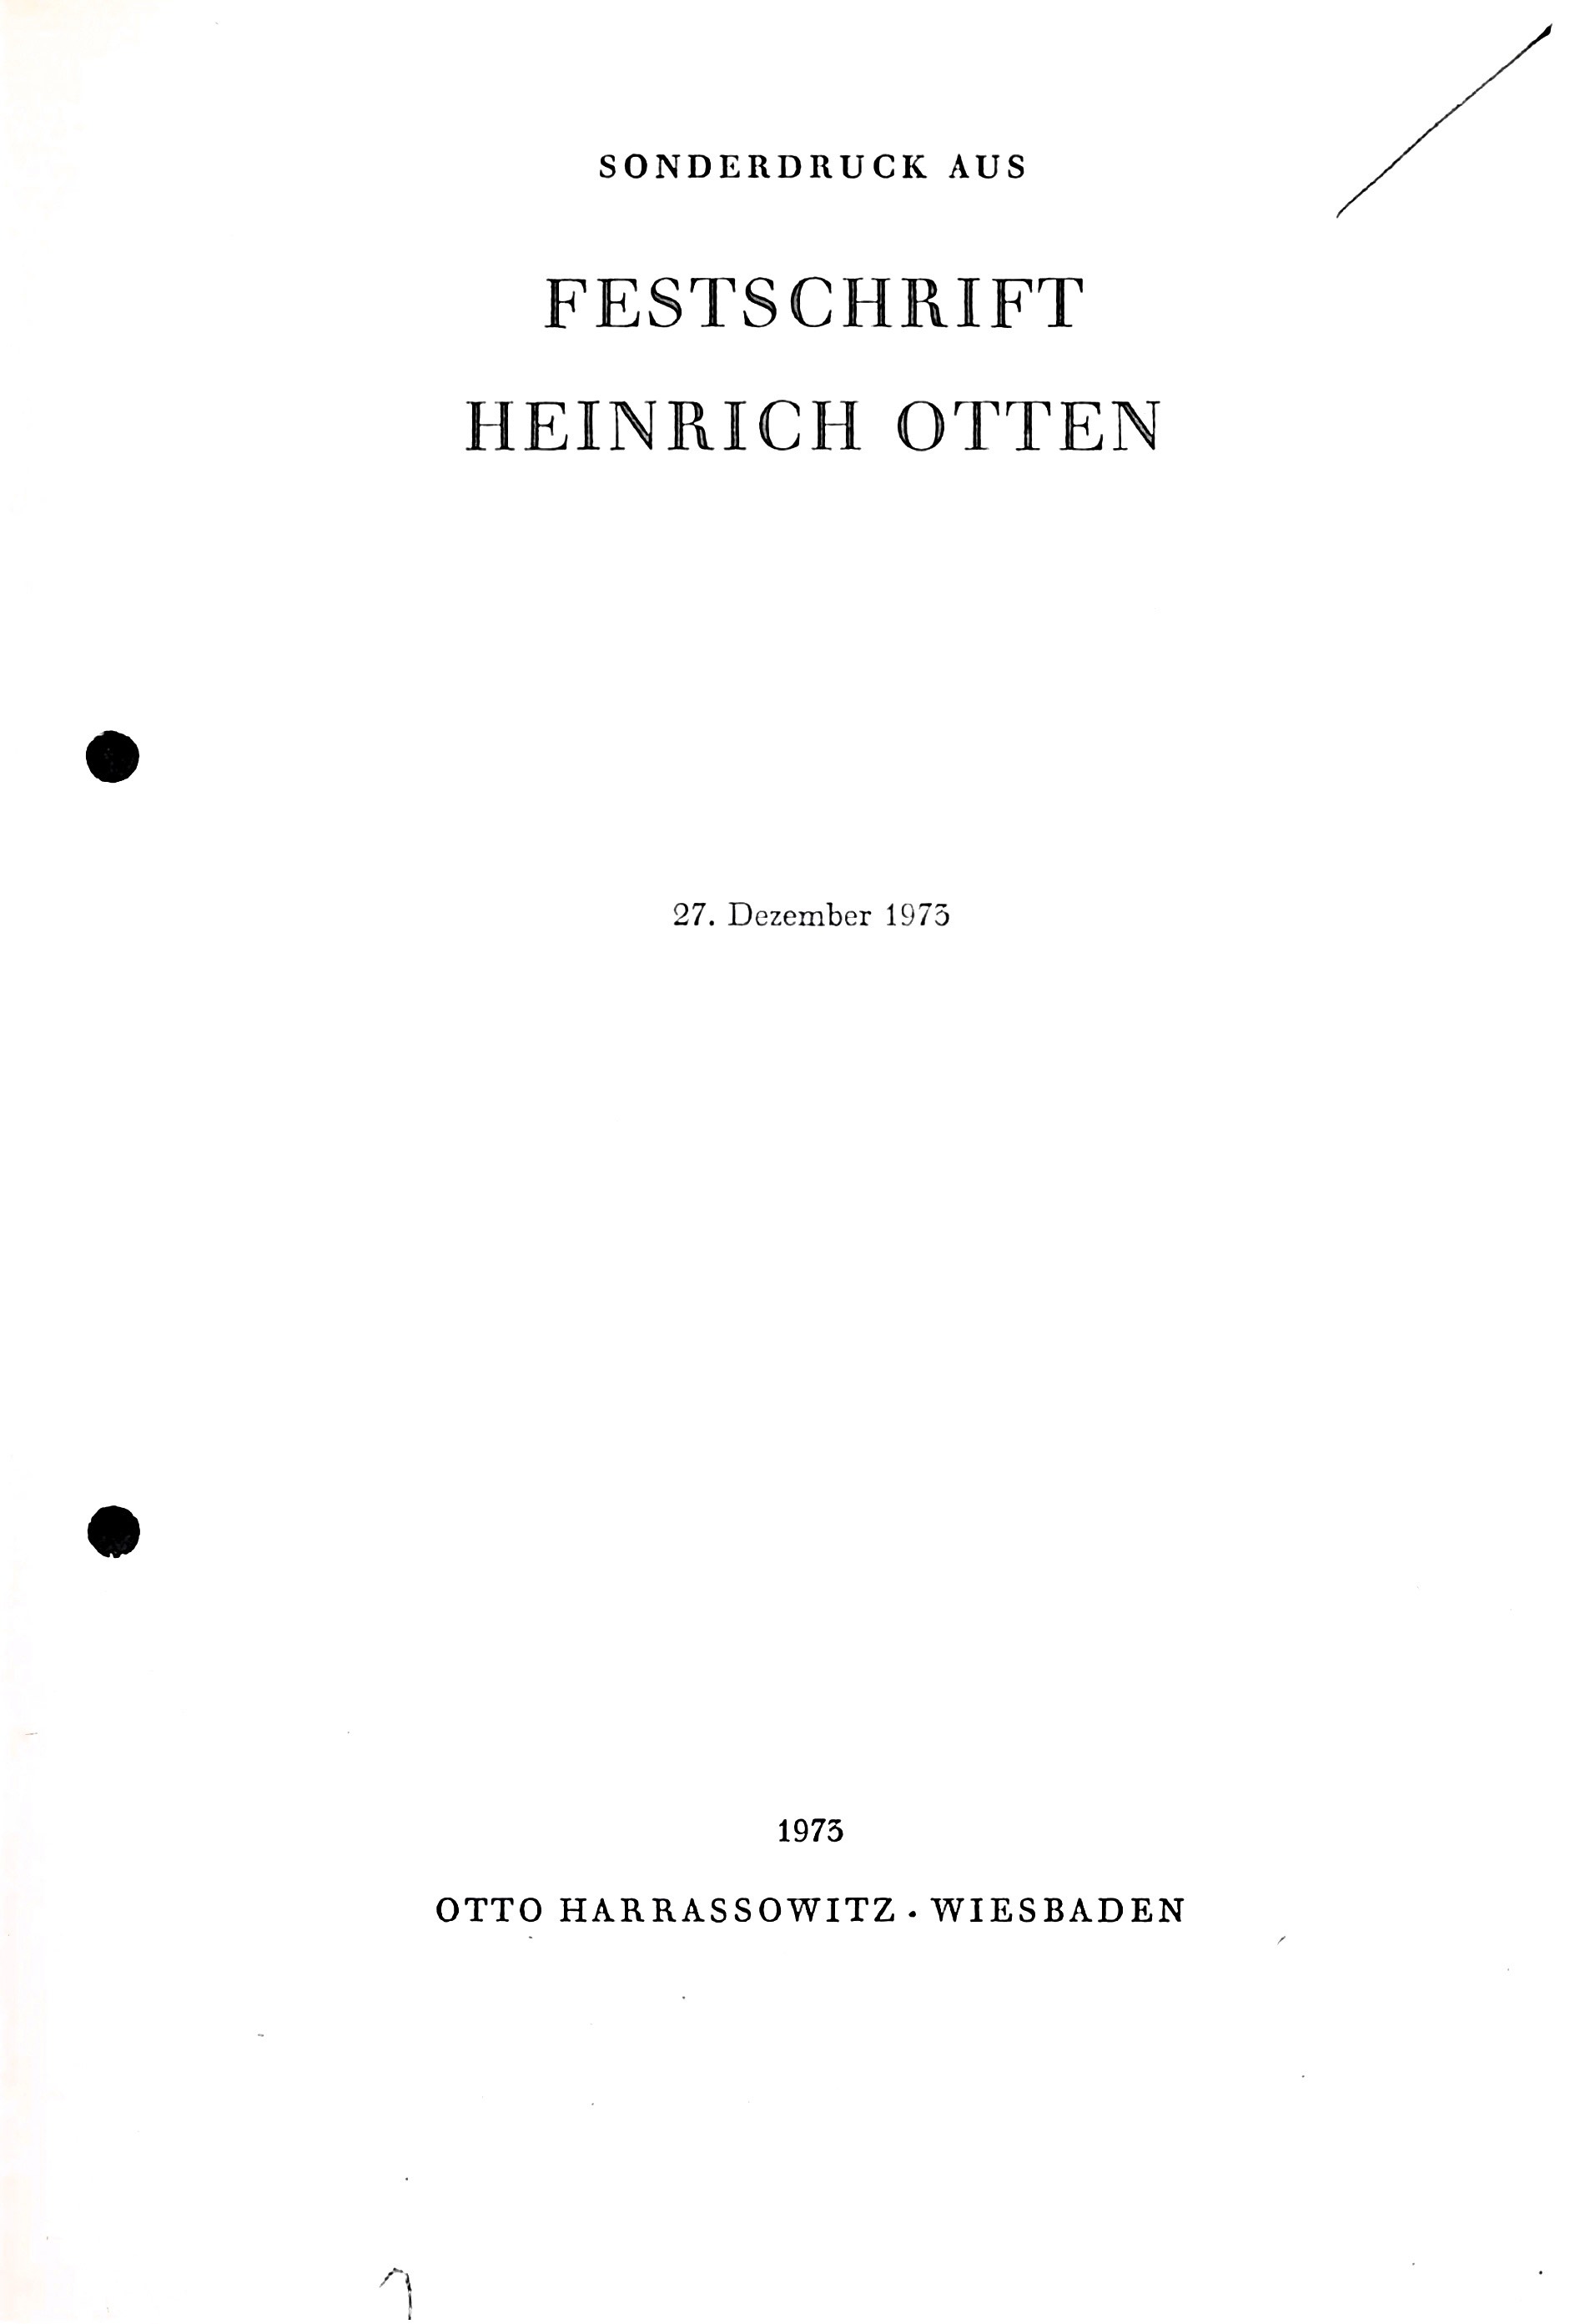 SONDERDRUCK AUS
FESTSCHRIFT
HEINRICH OTTEN
27. Dezember 1973
1973
OTTO HARRASSOWITZ · WIESBADEN